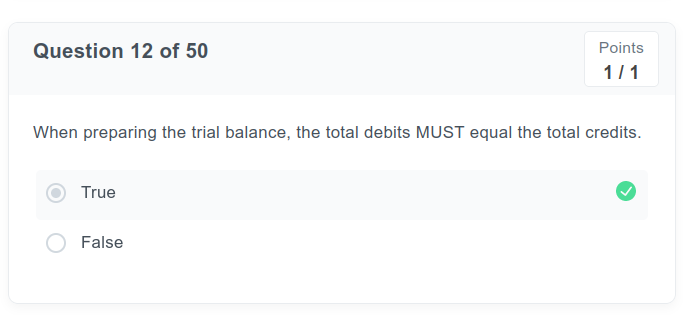 Question 12 of 50
Points
1 / 1
When preparing the trial balance, the total debits MUST equal the total credits.
True
False